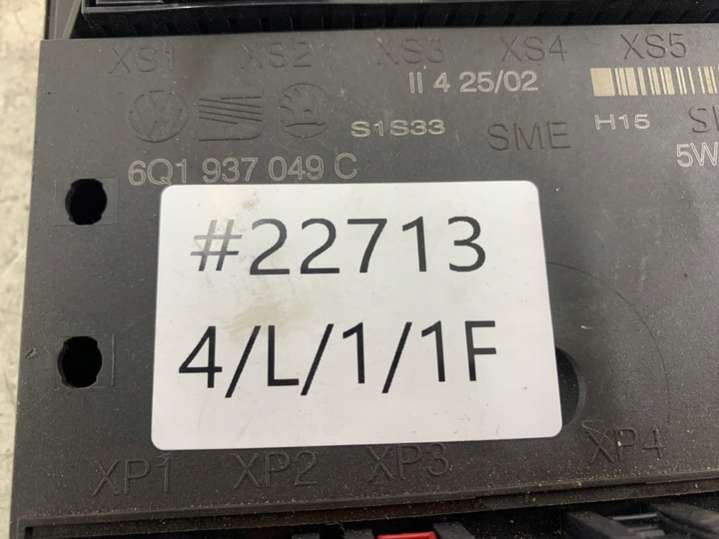 XS1 XS2 XS3 XS4 XS5
II 4 25/02
S1S33 SME H15
5W
6Q1 937 049 C
#22713
4/L/1/1F
XP1 XP2 XP3 XP4